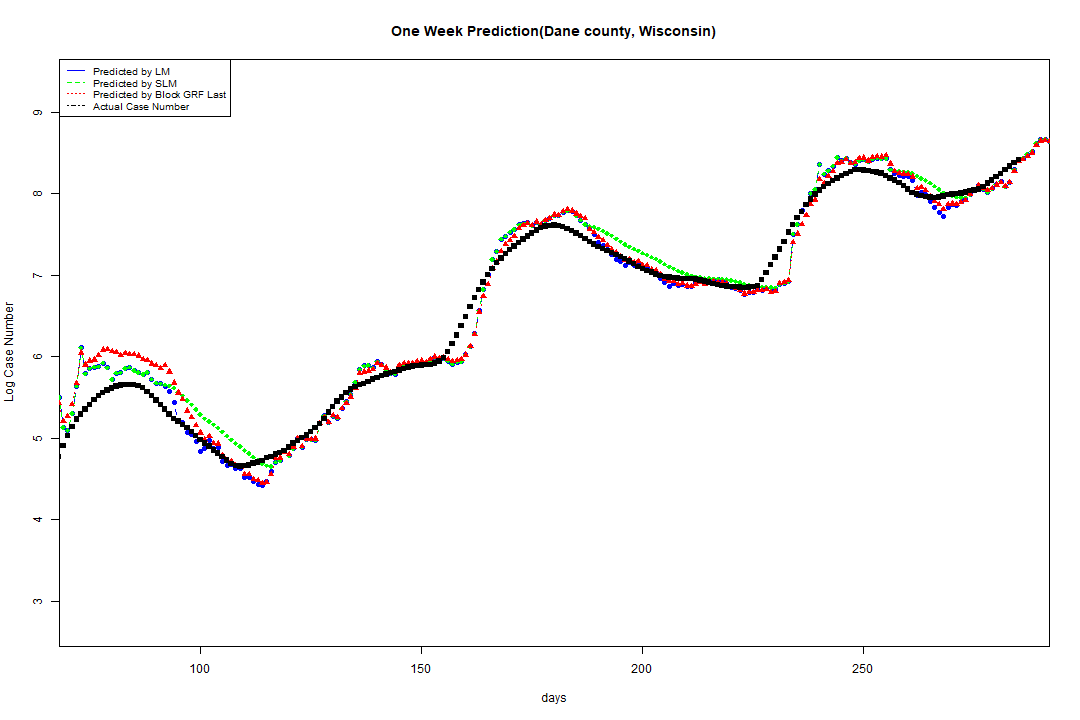 One Week Prediction(Dane county, Wisconsin)
Predicted by LM
Predicted by SLM
Predicted by Block GRF Last
Actual Case Number
9
8
7
6
5
4
3
Log Case Number
100 150 200 250
days